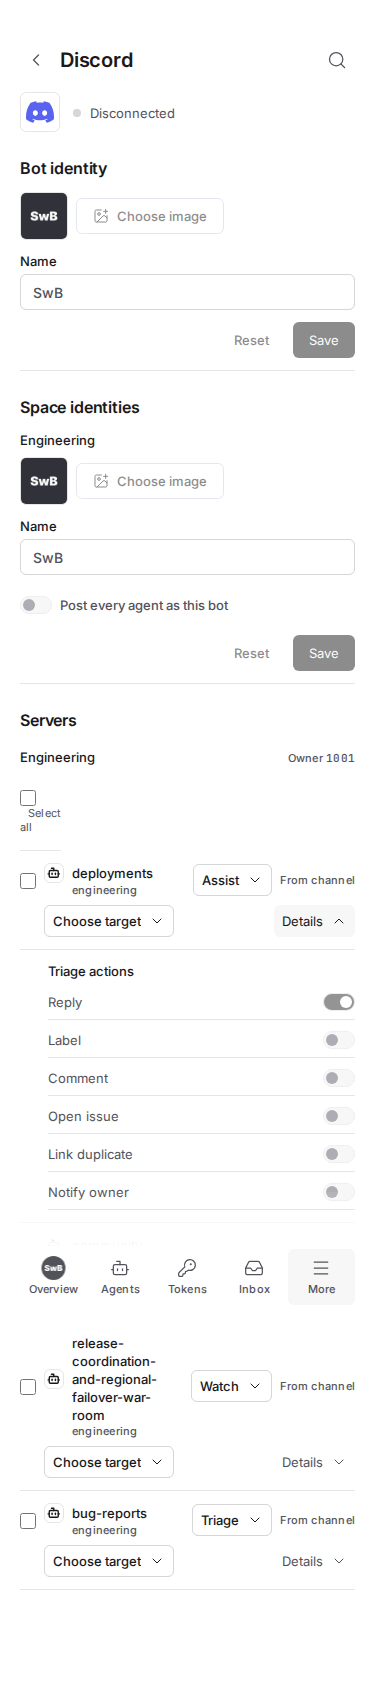 Discord
Disconnected
Bot identity
SwB
Choose image
Name
SwB
Reset
Save
Space identities
Engineering
SwB
Choose image
Name
SwB
Post every agent as this bot
Reset
Save
Servers
Engineering
Owner 1001
Select
all
deployments
engineering
Assist
From channel
Choose target
Details
Triage actions
Reply
Label
Comment
Open issue
Link duplicate
Notify owner
SwB
Overview
Agents
Tokens
Inbox
More
release-
coordination-
and-regional-
failover-war-
room
engineering
Watch
From channel
Choose target
Details
bug-reports
engineering
Triage
From channel
Choose target
Details